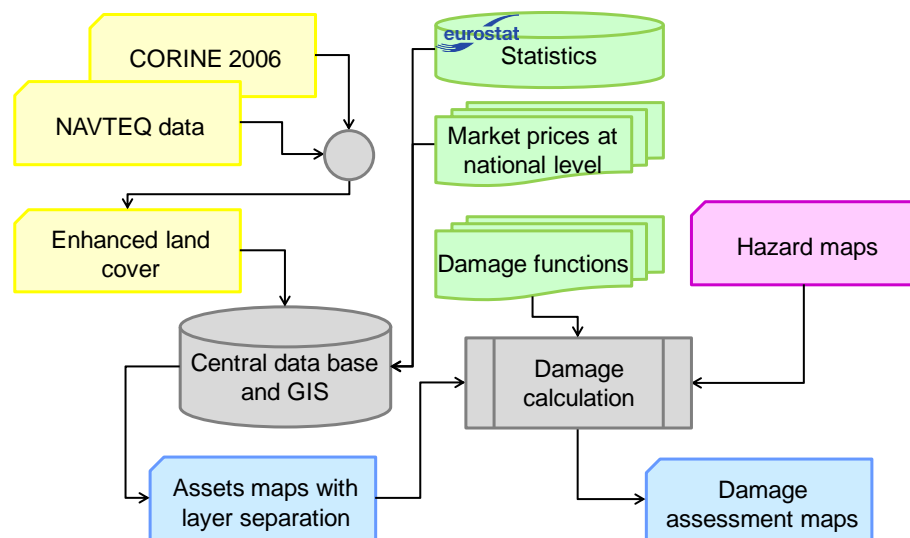 CORINE 2006
NAVTEQ data
Enhanced land
cover
eurostat
Statistics
Market prices at
national level
Damage functions
Hazard maps
Central data base
and GIS
Damage
calculation
Assets maps with
layer separation
Damage
assessment maps